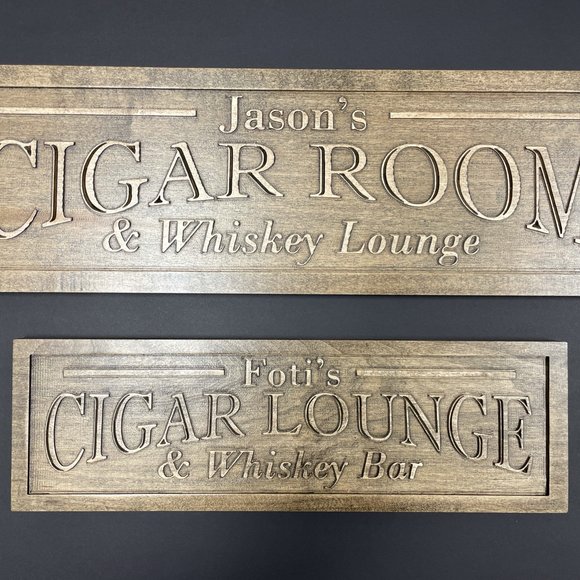 Jason's
CIGAR ROOM
& Whiskey Lounge
Foti's
CIGAR LOUNGE
& Whiskey Bar